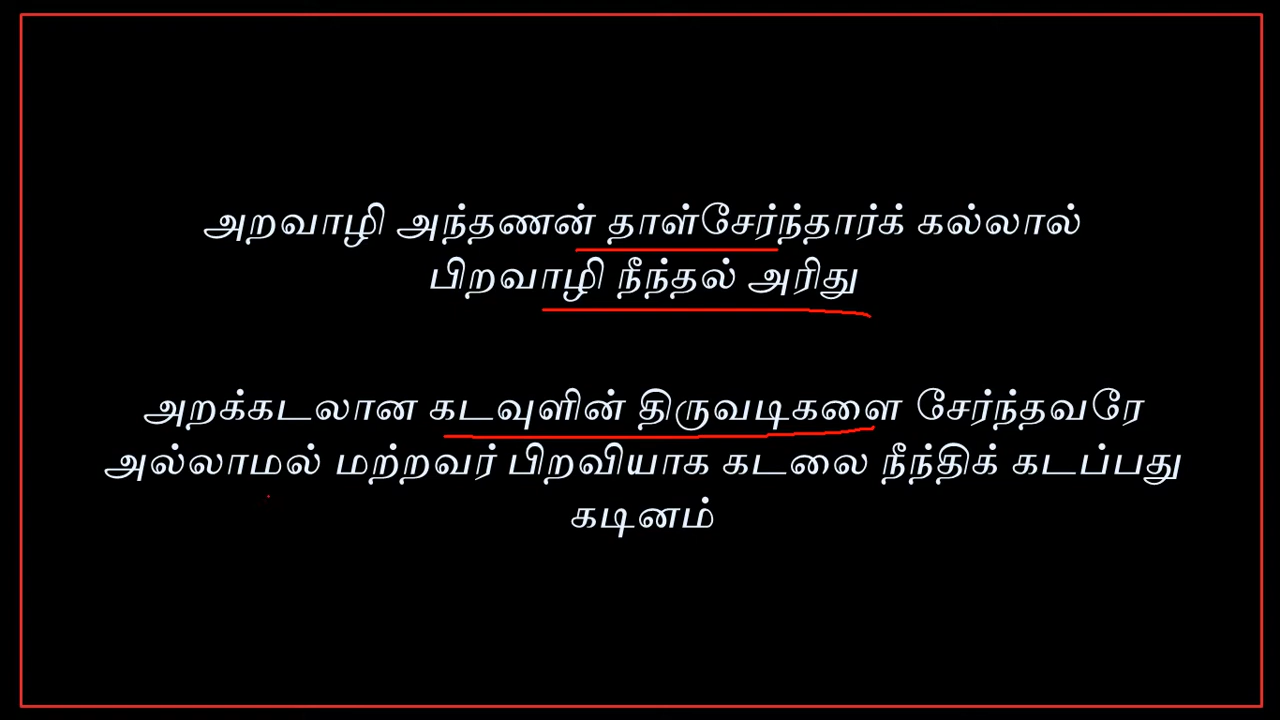 அறவாழி அந்தணன் தாள்சேர்ந்தார்க் கல்லால்
பிறவாழி நீந்தல் அரிது
அறக்கடலான கடவுளின் திருவடிகளை சேர்ந்தவரே
அல்லாமல் மற்றவர் பிறவியாக கடலை நீந்திக் கடப்பது
கடினம்